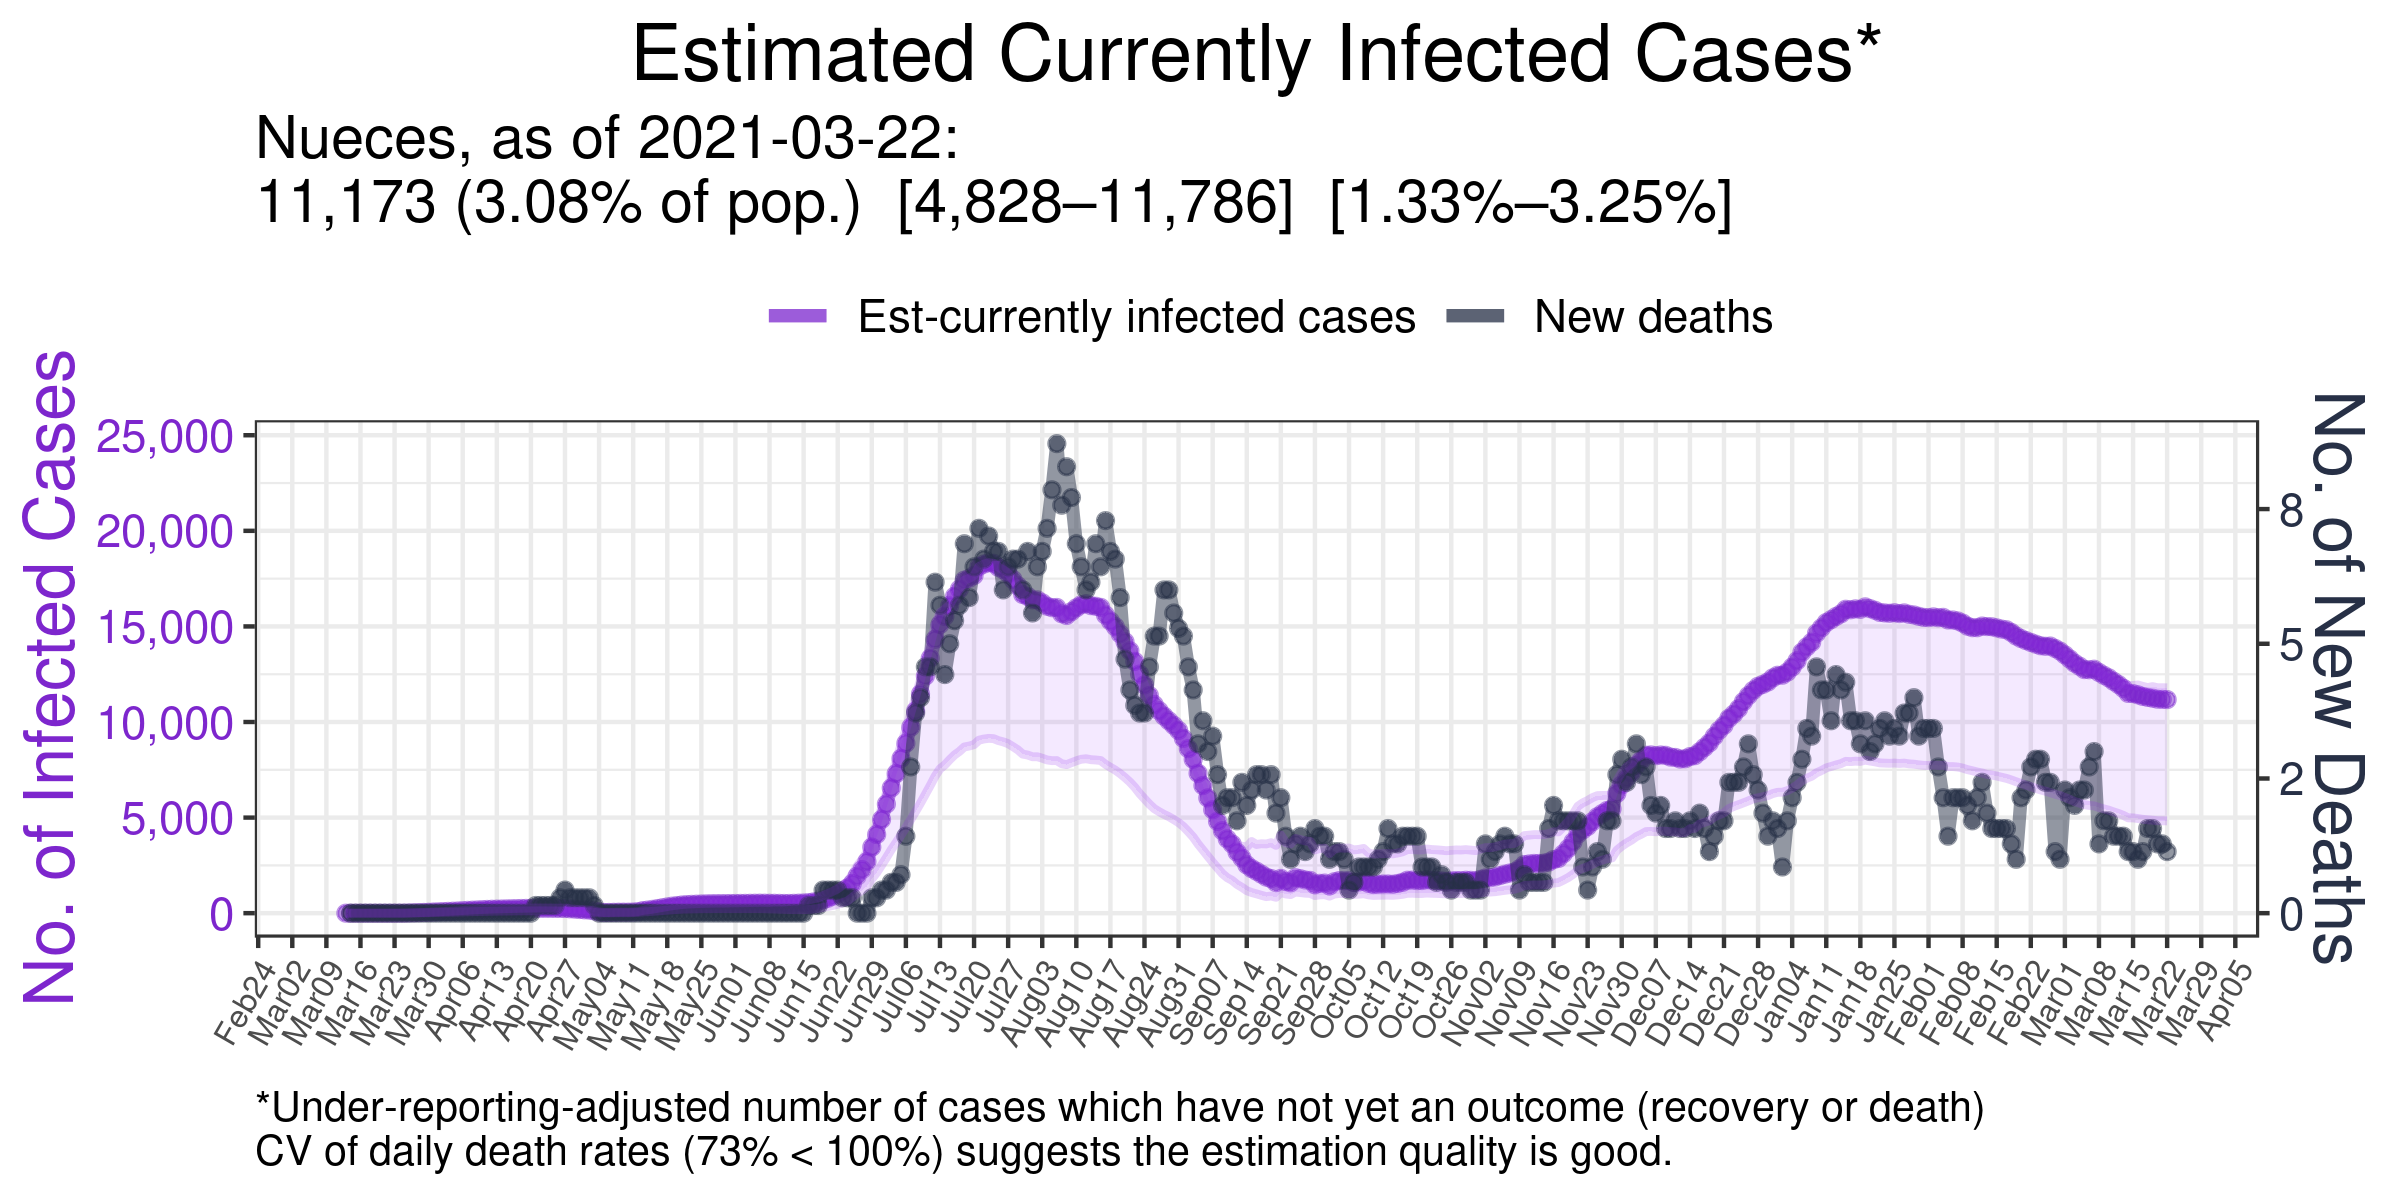 Estimated Currently Infected Cases*
Nueces, as of 2021-03-22:
11,173 (3.08% of pop.)  [4,828–11,786]  [1.33%–3.25%]
Est-currently infected cases
New deaths
No. of Infected Cases
25,000
20,000
15,000
10,000
5,000
0
No. of New Deaths
8
5
2
0
Feb24
Mar02
Mar09
Mar16
Mar23
Mar30
Apr06
Apr13
Apr20
Apr27
May04
May11
May18
May25
Jun01
Jun08
Jun15
Jun22
Jun29
Jul06
Jul13
Jul20
Jul27
Aug03
Aug10
Aug17
Aug24
Aug31
Sep07
Sep14
Sep21
Sep28
Oct05
Oct12
Oct19
Oct26
Nov02
Nov09
Nov16
Nov23
Nov30
Dec07
Dec14
Dec21
Dec28
Jan04
Jan11
Jan18
Jan25
Feb01
Feb08
Feb15
Feb22
Mar01
Mar08
Mar15
Mar22
Mar29
Apr05
*Under-reporting-adjusted number of cases which have not yet an outcome (recovery or death)
CV of daily death rates (73% < 100%) suggests the estimation quality is good.